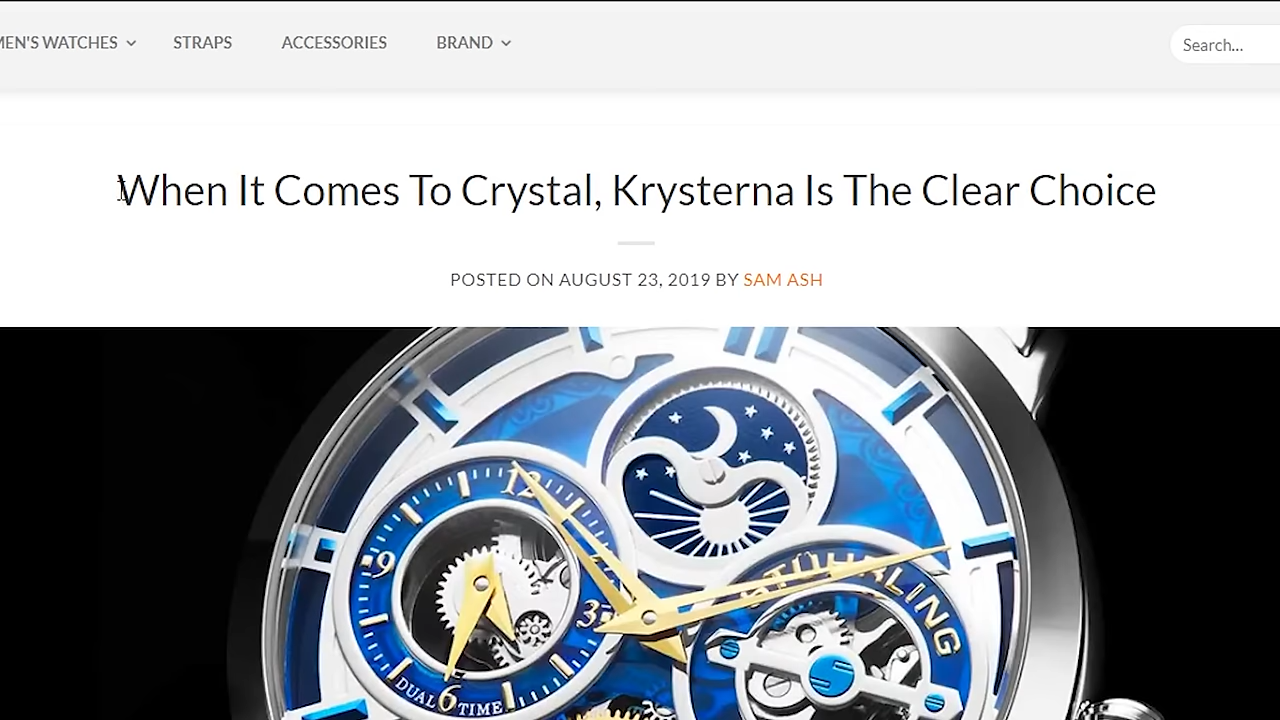 MEN'S WATCHES STRAPS ACCESSORIES BRAND Search...
When It Comes To Crystal, Krysterna Is The Clear Choice
POSTED ON AUGUST 23, 2019 BY SAM ASH
12
9
3
6
DUAL TIME
STUHRLING